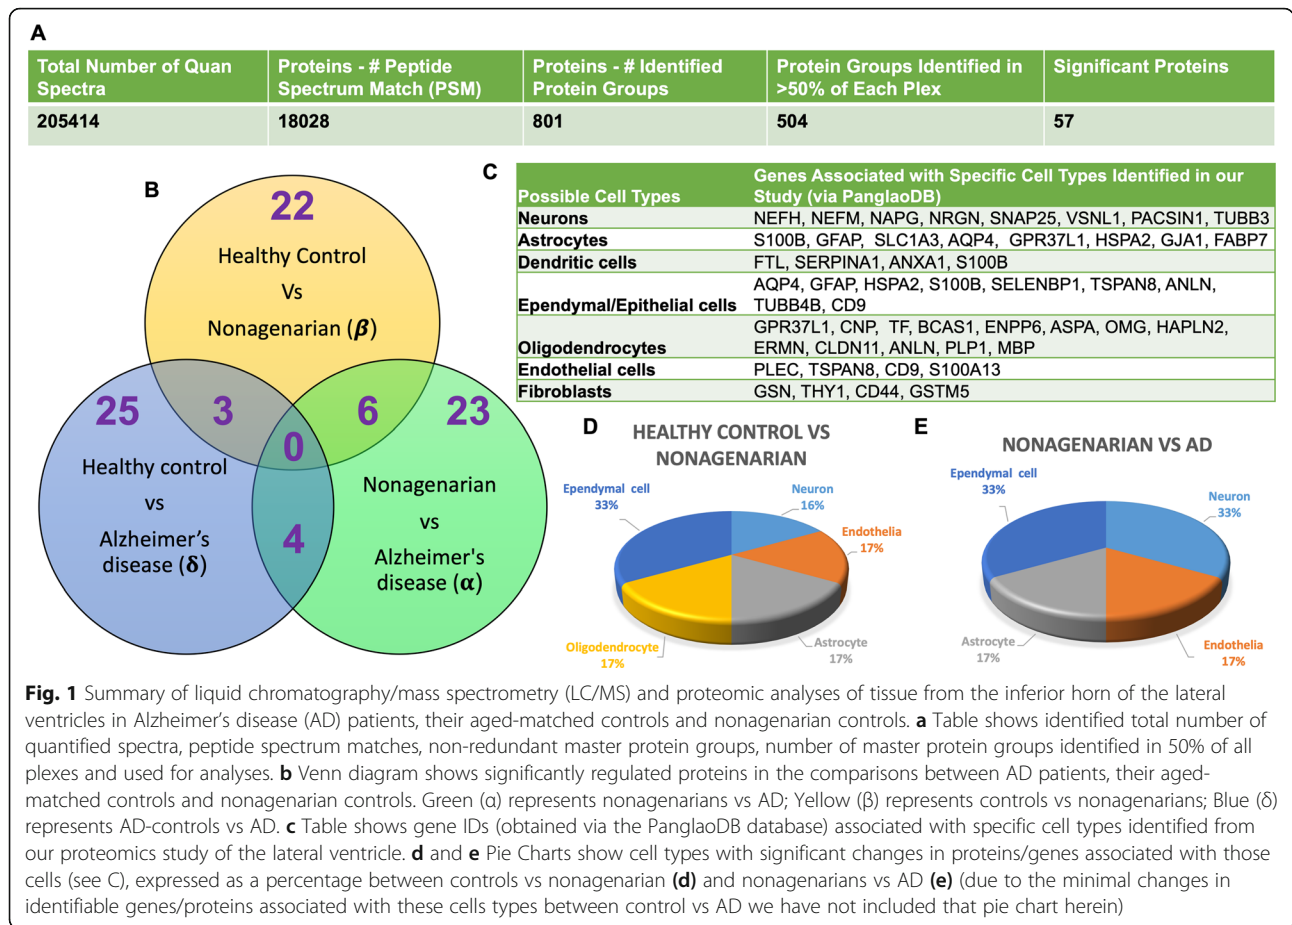 A
Total Number of Quan Spectra
Proteins - # Peptide Spectrum Match (PSM)
Proteins - # Identified Protein Groups
Protein Groups Identified in >50% of Each Plex
Significant Proteins
205414
18028
801
504
57
B
22
Healthy Control
Vs
Nonagenarian (β)
25
3
6
23
0
Healthy control
vs
Alzheimer's
disease (δ)
4
Nonagenarian
vs
Alzheimer's
disease (α)
C
Possible Cell Types
Genes Associated with Specific Cell Types Identified in our
Study (via PanglaoDB)
Neurons
NEFH, NEFM, NAPG, NRGN, SNAP25, VSNL1, PACSIN1, TUBB3
Astrocytes
S100B, GFAP, SLC1A3, AQP4, GPR37L1, HSPA2, GJA1, FABP7
Dendritic cells
FTL, SERPINA1, ANXA1, S100B
Ependymal/Epithelial cells
AQP4, GFAP, HSPA2, S100B, SELENBP1, TSPAN8, ANLN,
TUBB4B, CD9
Oligodendrocytes
GPR37L1, CNP, TF, BCAS1, ENPP6, ASPA, OMG, HAPLN2,
ERMN, CLDN11, ANLN, PLP1, MBP
Endothelial cells
PLEC, TSPAN8, CD9, S100A13
Fibroblasts
GSN, THY1, CD44, GSTM5
D
HEALTHY CONTROL VS
NONAGENARIAN
Ependymal cell
33%
Neuron
16%
Endothelia
17%
Astrocyte
17%
Oligodendrocyte
17%
E
NONAGENARIAN VS AD
Ependymal cell
33%
Neuron
33%
Endothelia
17%
Astrocyte
17%
Fig. 1 Summary of liquid chromatography/mass spectrometry (LC/MS) and proteomic analyses of tissue from the inferior horn of the lateral
ventricles in Alzheimer's disease (AD) patients, their aged-matched controls and nonagenarian controls. a Table shows identified total number of
quantified spectra, peptide spectrum matches, non-redundant master protein groups, number of master protein groups identified in 50% of all
plexes and used for analyses. b Venn diagram shows significantly regulated proteins in the comparisons between AD patients, their aged-
matched controls and nonagenarian controls. Green (α) represents nonagenarians vs AD; Yellow (β) represents controls vs nonagenarians; Blue (δ)
represents AD-controls vs AD. c Table shows gene IDs (obtained via the PanglaoDB database) associated with specific cell types identified from
our proteomics study of the lateral ventricle. d and e Pie Charts show cell types with significant changes in proteins/genes associated with those
cells (see C), expressed as a percentage between controls vs nonagenarian (d) and nonagenarians vs AD (e) (due to the minimal changes in
identifiable genes/proteins associated with these cells types between control vs AD we have not included that pie chart herein)